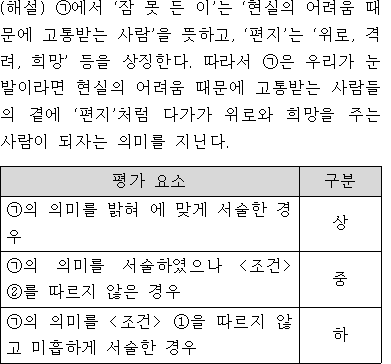 (해설) ㉠에서 ‘잠 못 든 이’는 ‘현실의 어려움 때
문에 고통받는 사람’을 뜻하고, ‘편지’는 ‘위로, 격
려, 희망’ 등을 상징한다. 따라서 ㉠은 우리가 눈
발이라면 현실의 어려움 때문에 고통받는 사람들
의 곁에 ‘편지’처럼 다가가 위로와 희망을 주는
사람이 되자는 의미를 지닌다.
평가 요소 구분
㉠의 의미를 밝혀 에 맞게 서술한 경
우
상
㉠의 의미를 서술하였으나 <조건>
②를 따르지 않은 경우
중
㉠의 의미를 <조건> ①을 따르지 않
고 미흡하게 서술한 경우
하